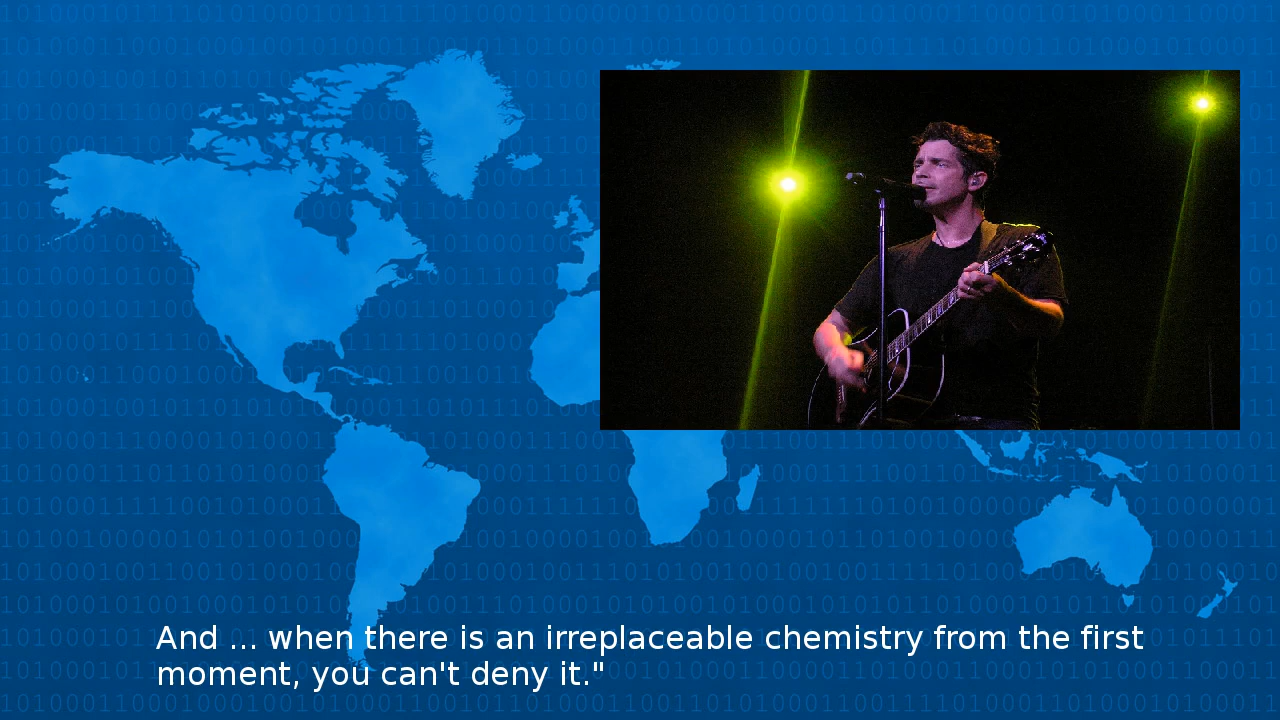 And ... when there is an irreplaceable chemistry from the first
moment, you can't deny it."